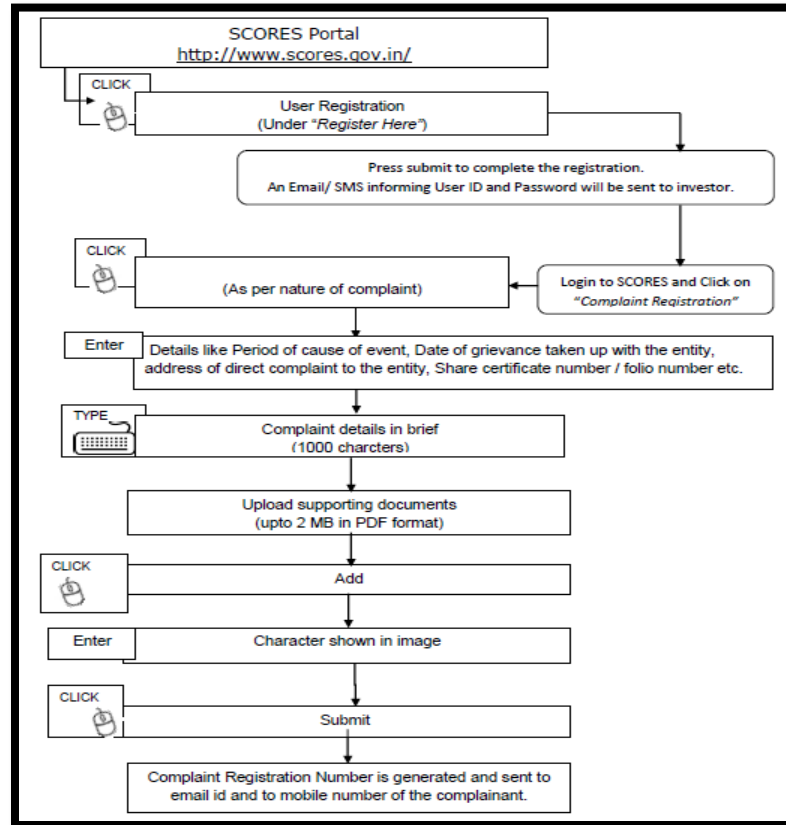 SCORES Portal
http://www.scores.gov.in/
CLICK
User Registration
(Under “Register Here”)
Press submit to complete the registration.
An Email/ SMS informing User ID and Password will be sent to investor.
CLICK
(As per nature of complaint)
Login to SCORES and Click on
“Complaint Registration”
Enter
Details like Period of cause of event, Date of grievance taken up with the entity,
address of direct complaint to the entity, Share certificate number / folio number etc.
TYPE
Complaint details in brief
(1000 charcters)
Upload supporting documents
(upto 2 MB in PDF format)
CLICK
Add
Enter
Character shown in image
CLICK
Submit
Complaint Registration Number is generated and sent to
email id and to mobile number of the complainant.